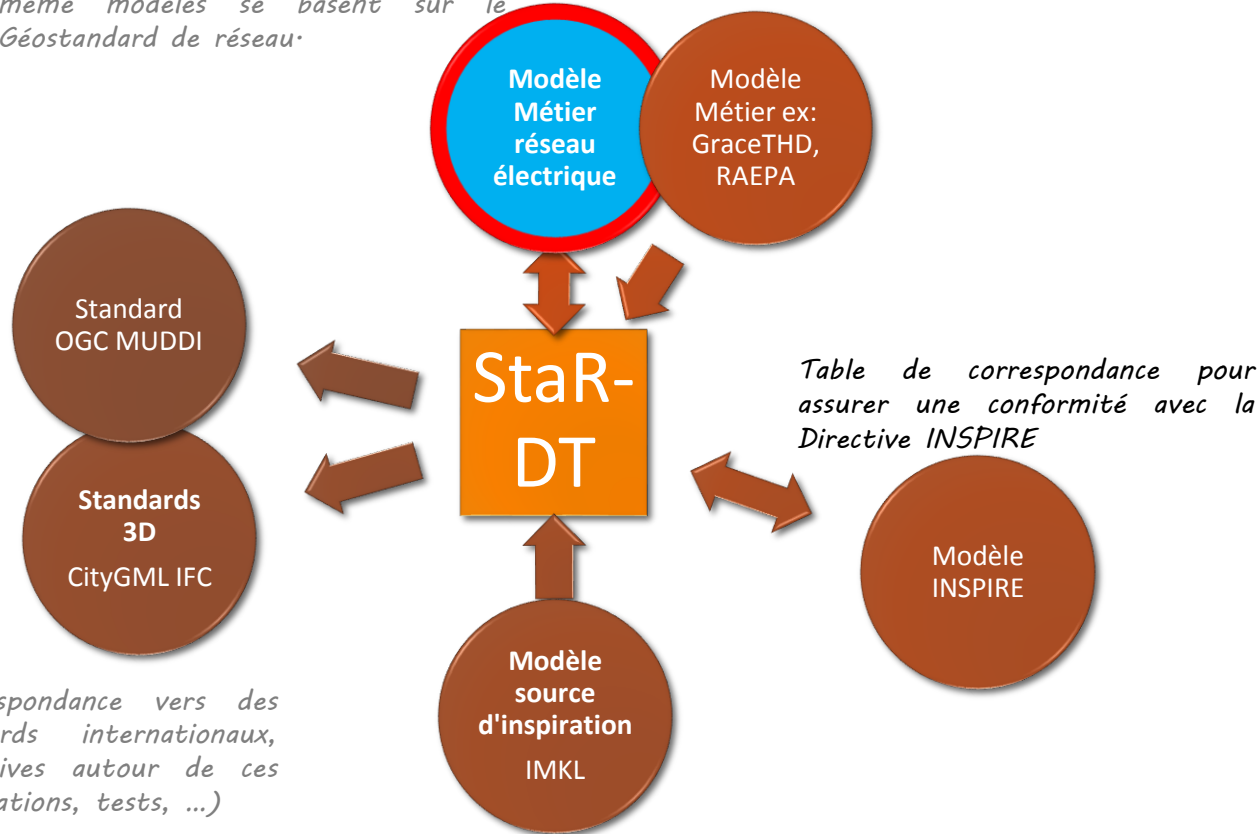 même modèles se basent sur le
Géostandard de réseau.
Modèle
Métier
réseau
électrique
Modèle
Métier ex:
GraceTHD,
RAEPA
Standard
OGC MUDDI
StaR-
DT
Table de correspondance pour
assurer une conformité avec la
Directive INSPIRE
Standards
3D
CityGML IFC
Modèle
INSPIRE
Modèle
source
d'inspiration
IMKL
spondance vers des
rds internationaux,
ives autour de ces
ations, tests, ...)